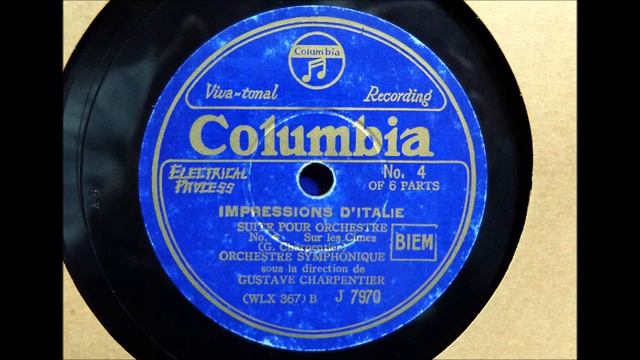 Columbia
Viva-tonal Recording
Columbia
ELECTRICAL
PROCESS
No. 4
OF 6 PARTS
IMPRESSIONS D'ITALIE
SUITE POUR ORCHESTRE
No. Sur les Cimes
(G. Charpentier)
BIEM
ORCHESTRE SYMPHONIQUE
sous la direction de
GUSTAVE CHARPENTIER
(WLX 367) B J 7970